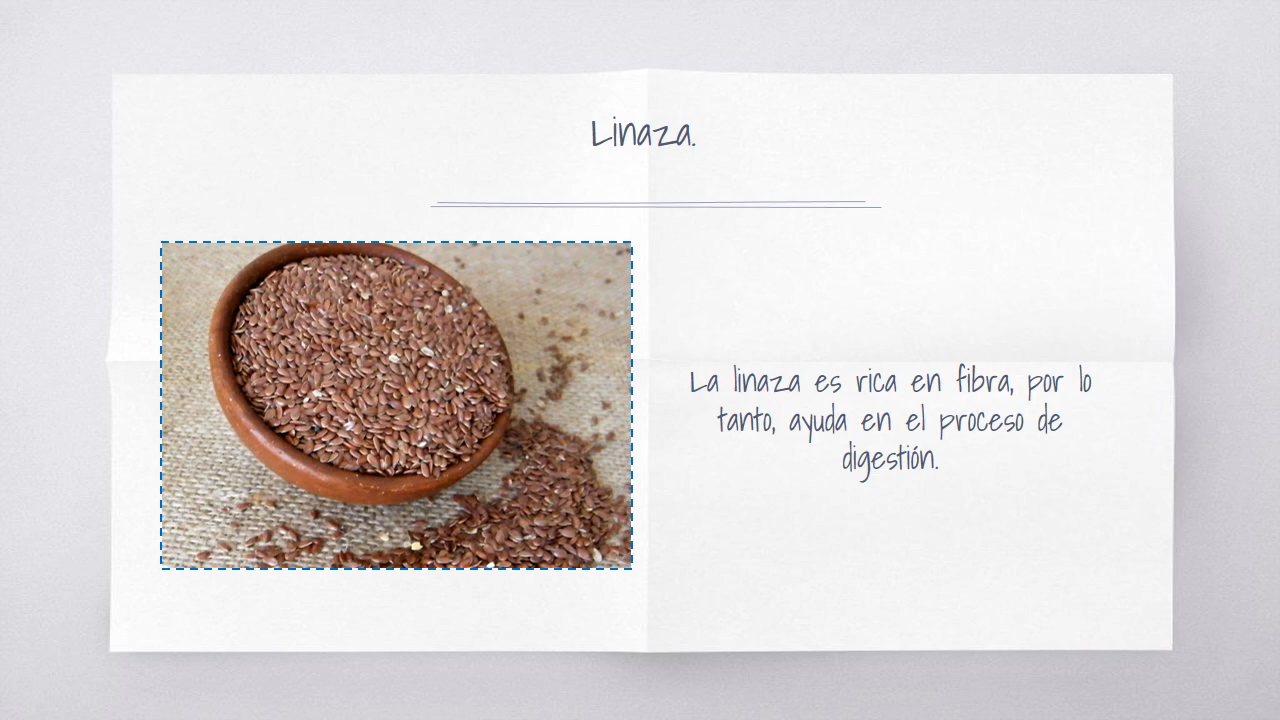 Linaza.
La linaza es rica en fibra, por lo
tanto, ayuda en el proceso de
digestión.